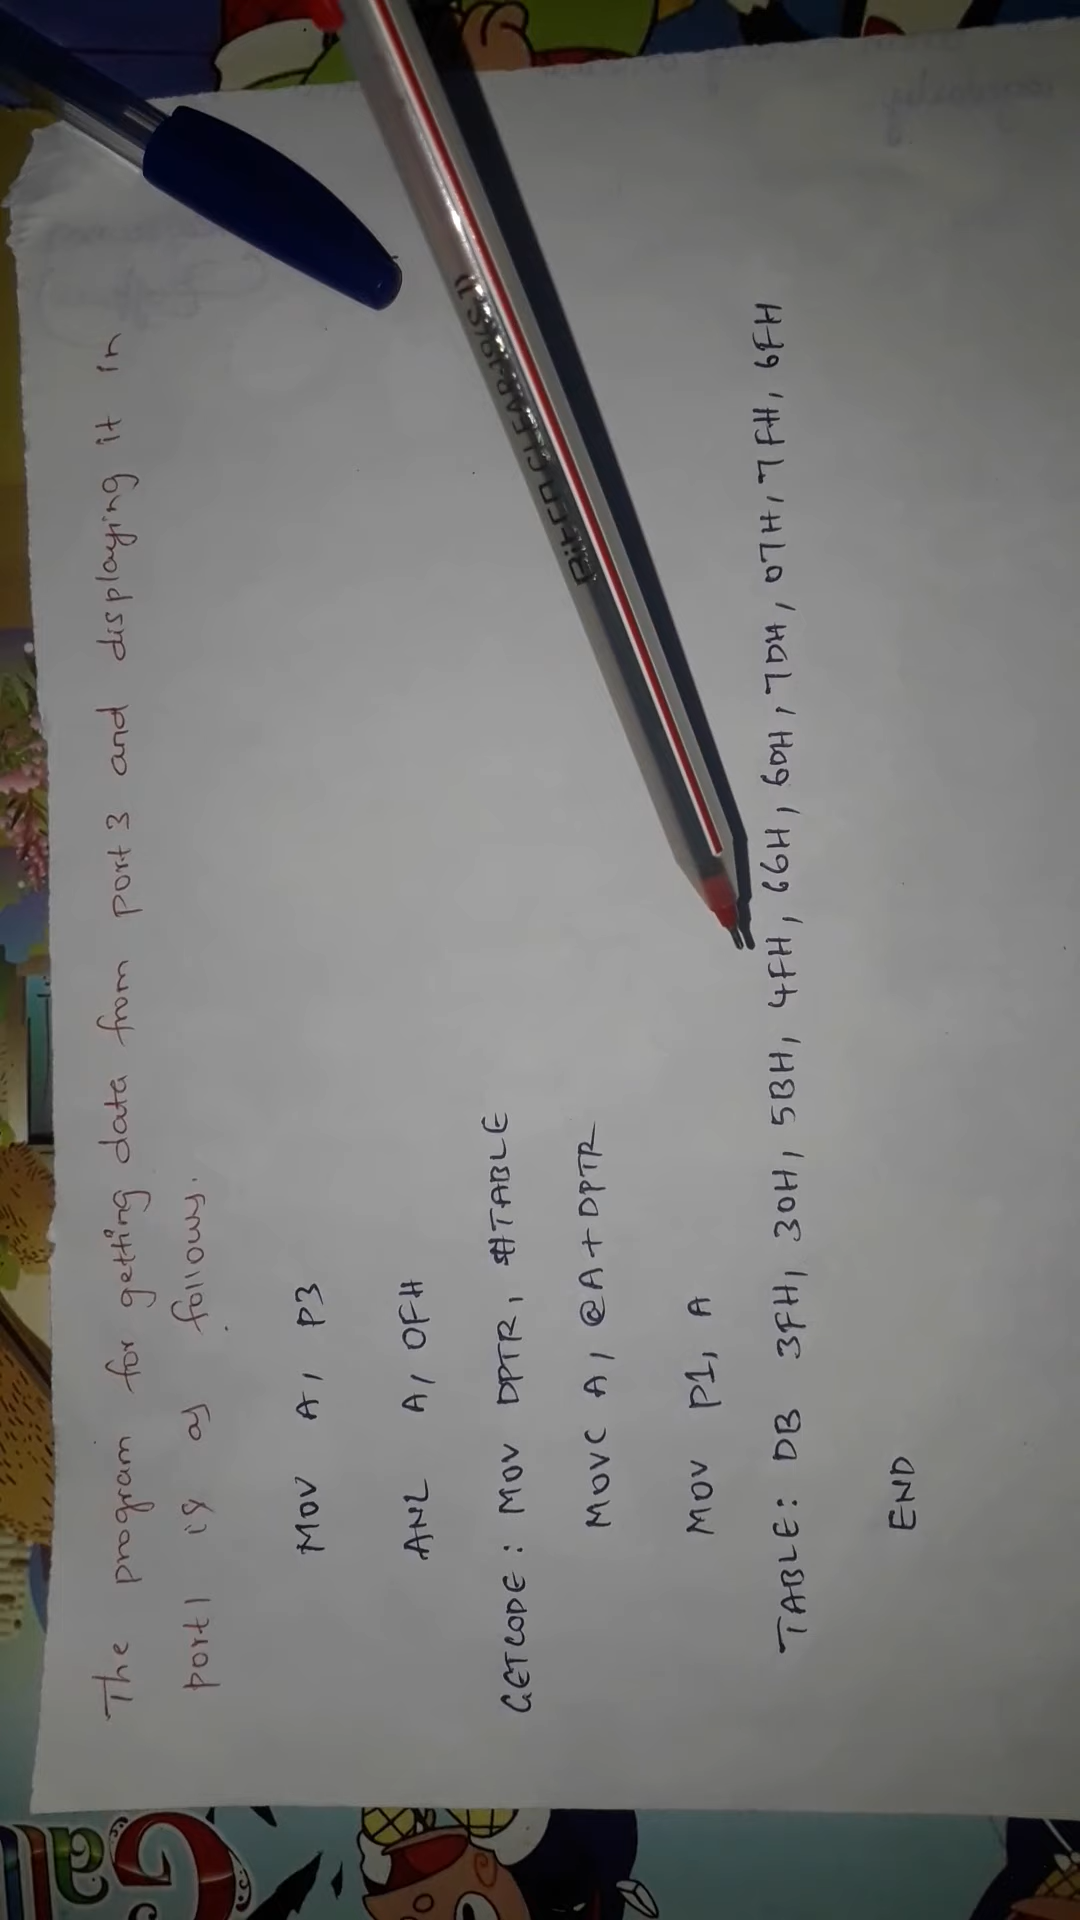 The program for getting data from port 3 and displaying it in
port1 is as follows.
MOV A, P3
ANL A, 0FH
GETCODE: MOV DPTR, #TABLE
MOVC A, @A+DPTR
MOV P1, A
TABLE: DB 3FH, 30H, 5BH, 4FH, 66H, 6DH, 7DH, 07H, 7FH, 6FH
END